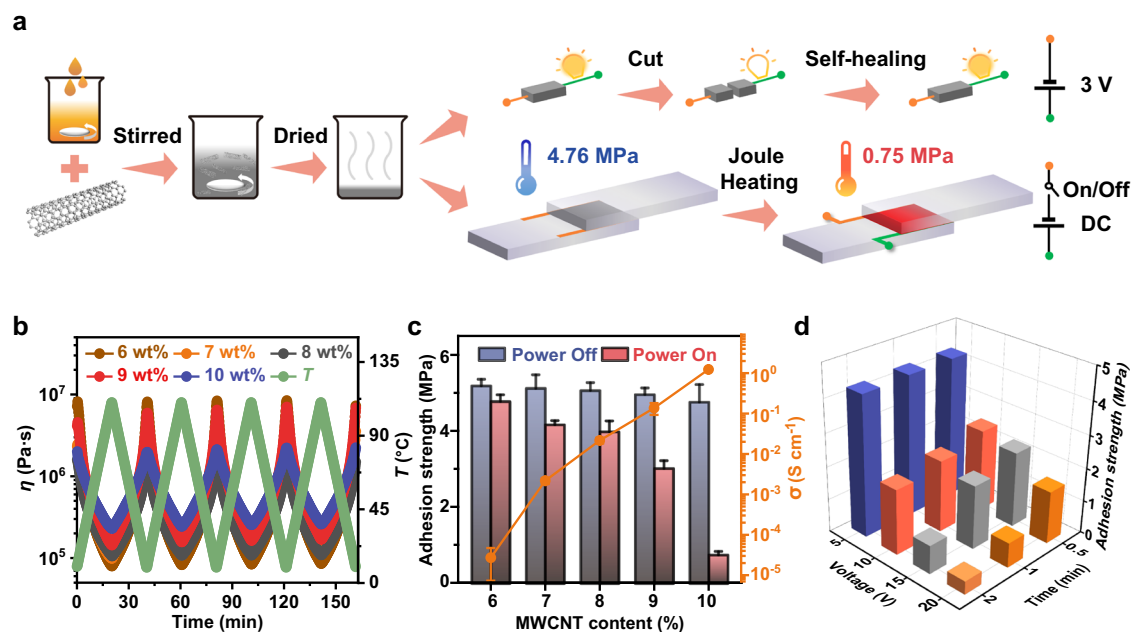 a
Cut
Self-healing
3 V
Stirred
Dried
4.76 MPa
Joule
Heating
0.75 MPa
On/Off
DC
b
6 wt% 7 wt% 8 wt%
9 wt% 10 wt% T
η (Pa·s)
10⁷
10⁶
10⁵
T (°C)
135
90
45
0
0 30 60 90 120 150
Time (min)
c
Power Off Power On
Adhesion strength (MPa)
6
4
2
0
σ (S cm⁻¹)
10⁰
10⁻¹
10⁻²
10⁻³
10⁻⁴
10⁻⁵
6 7 8 9 10
MWCNT content (%)
d
Adhesion strength (MPa)
5
4
3
2
1
0
5
10
15
20
Voltage (V)
0.5
1
2
Time (min)